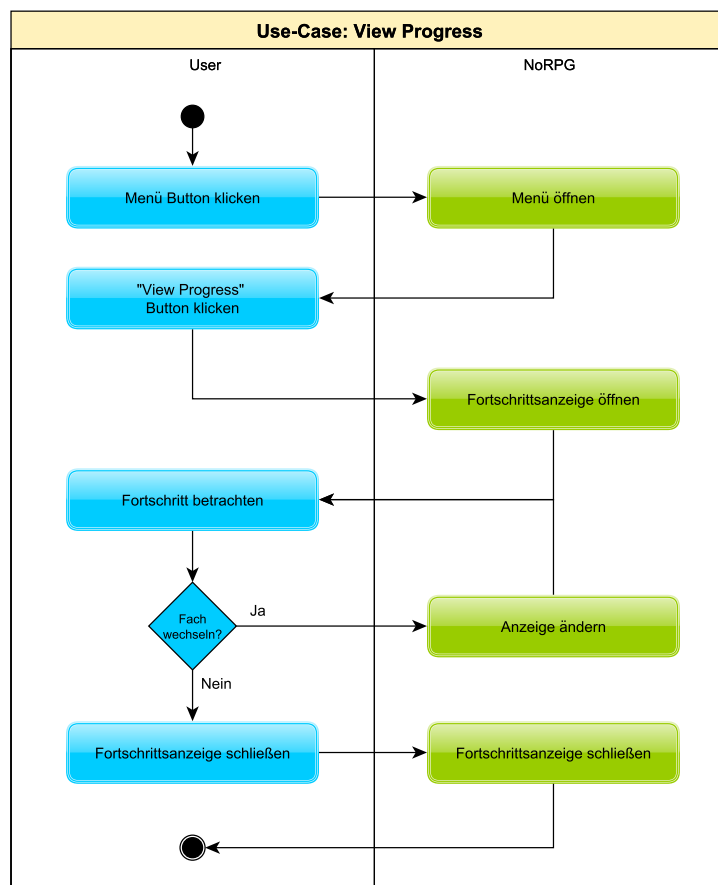 Use-Case: View Progress
User
NoRPG
Menü Button klicken
Menü öffnen
"View Progress"
Button klicken
Fortschrittsanzeige öffnen
Fortschritt betrachten
Fach
wechseln?
Ja
Anzeige ändern
Nein
Fortschrittsanzeige schließen
Fortschrittsanzeige schließen